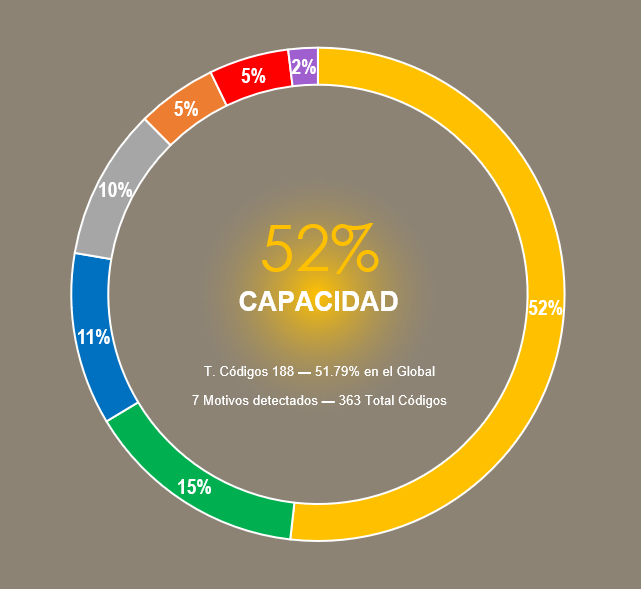 2%
5%
5%
10%
52%
CAPACIDAD
52%
11%
T. Códigos 188 — 51.79% en el Global
7 Motivos detectados — 363 Total Códigos
15%